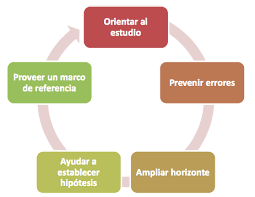 Orientar al
estudio
Prevenir errores
Ampliar horizonte
Ayudar a
establecer
hipótesis
Proveer un marco
de referencia